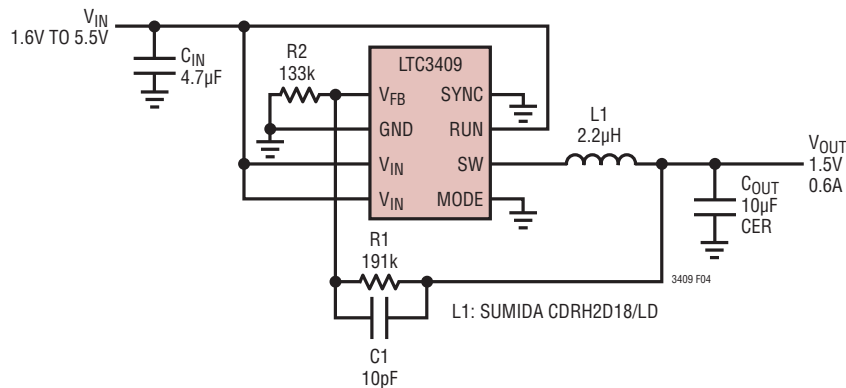 VIN
1.6V TO 5.5V
CIN
4.7µF
R2
133k
LTC3409
VFB
GND
VIN
VIN
SYNC
RUN
SW
MODE
L1
2.2µH
VOUT
1.5V
0.6A
COUT
10µF
CER
R1
191k
3409 F04
L1: SUMIDA CDRH2D18/LD
C1
10pF